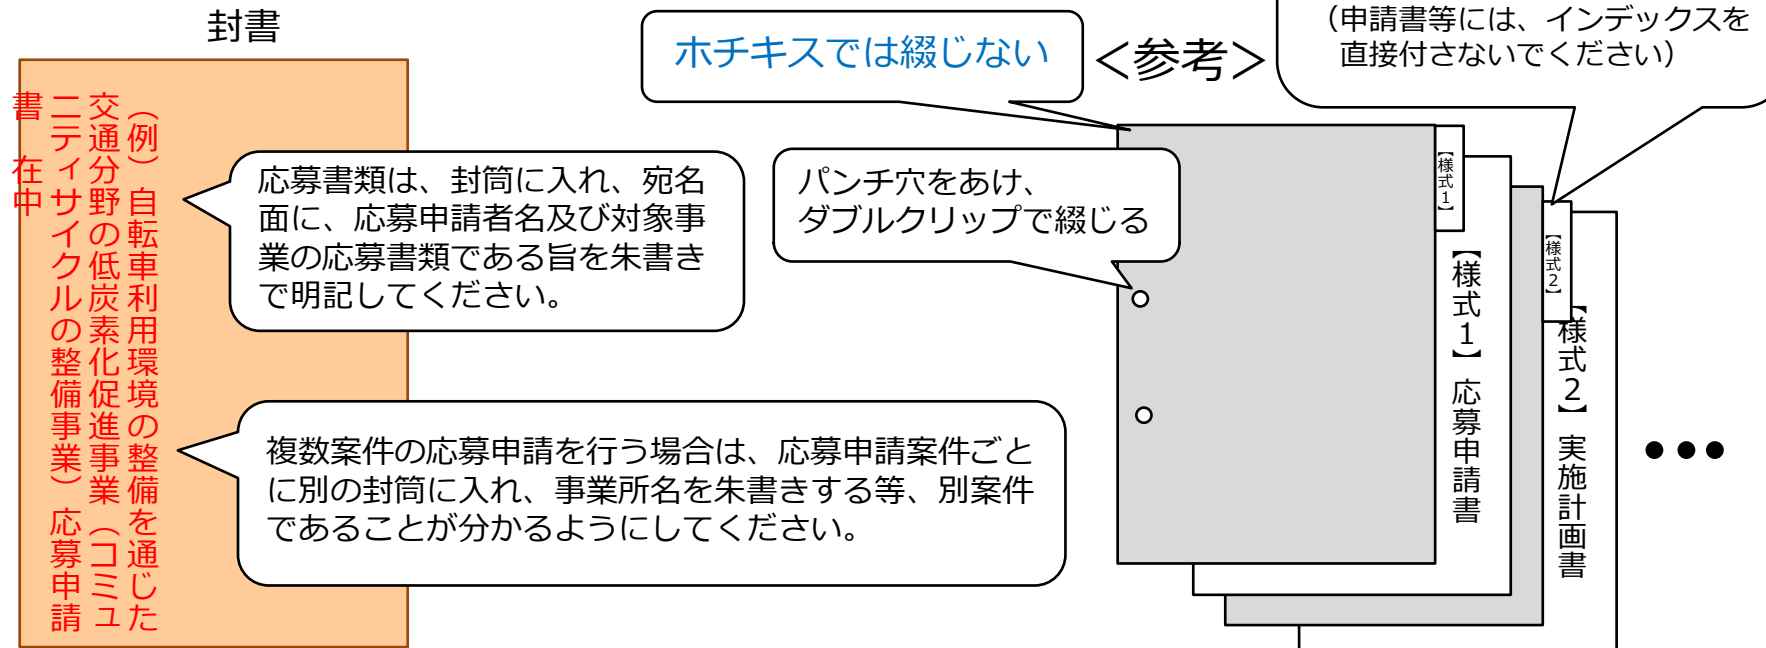 封書
（例）自転車利用環境の整備を通じた
交通分野の低炭素化促進事業（コミュ
ニティサイクルの整備事業）応募申請
書　在中
応募書類は、封筒に入れ、宛名
面に、応募申請者名及び対象事
業の応募書類である旨を朱書き
で明記してください。
複数案件の応募申請を行う場合は、応募申請案件ごと
に別の封筒に入れ、事業所名を朱書きする等、別案件
であることが分かるようにしてください。
ホチキスでは綴じない
＜参考＞
（申請書等には、インデックスを
直接付さないでください）
パンチ穴をあけ、
ダブルクリップで綴じる
【様式1】
【様式１】応募申請書
【様式2】
【様式２】実施計画書
●●●